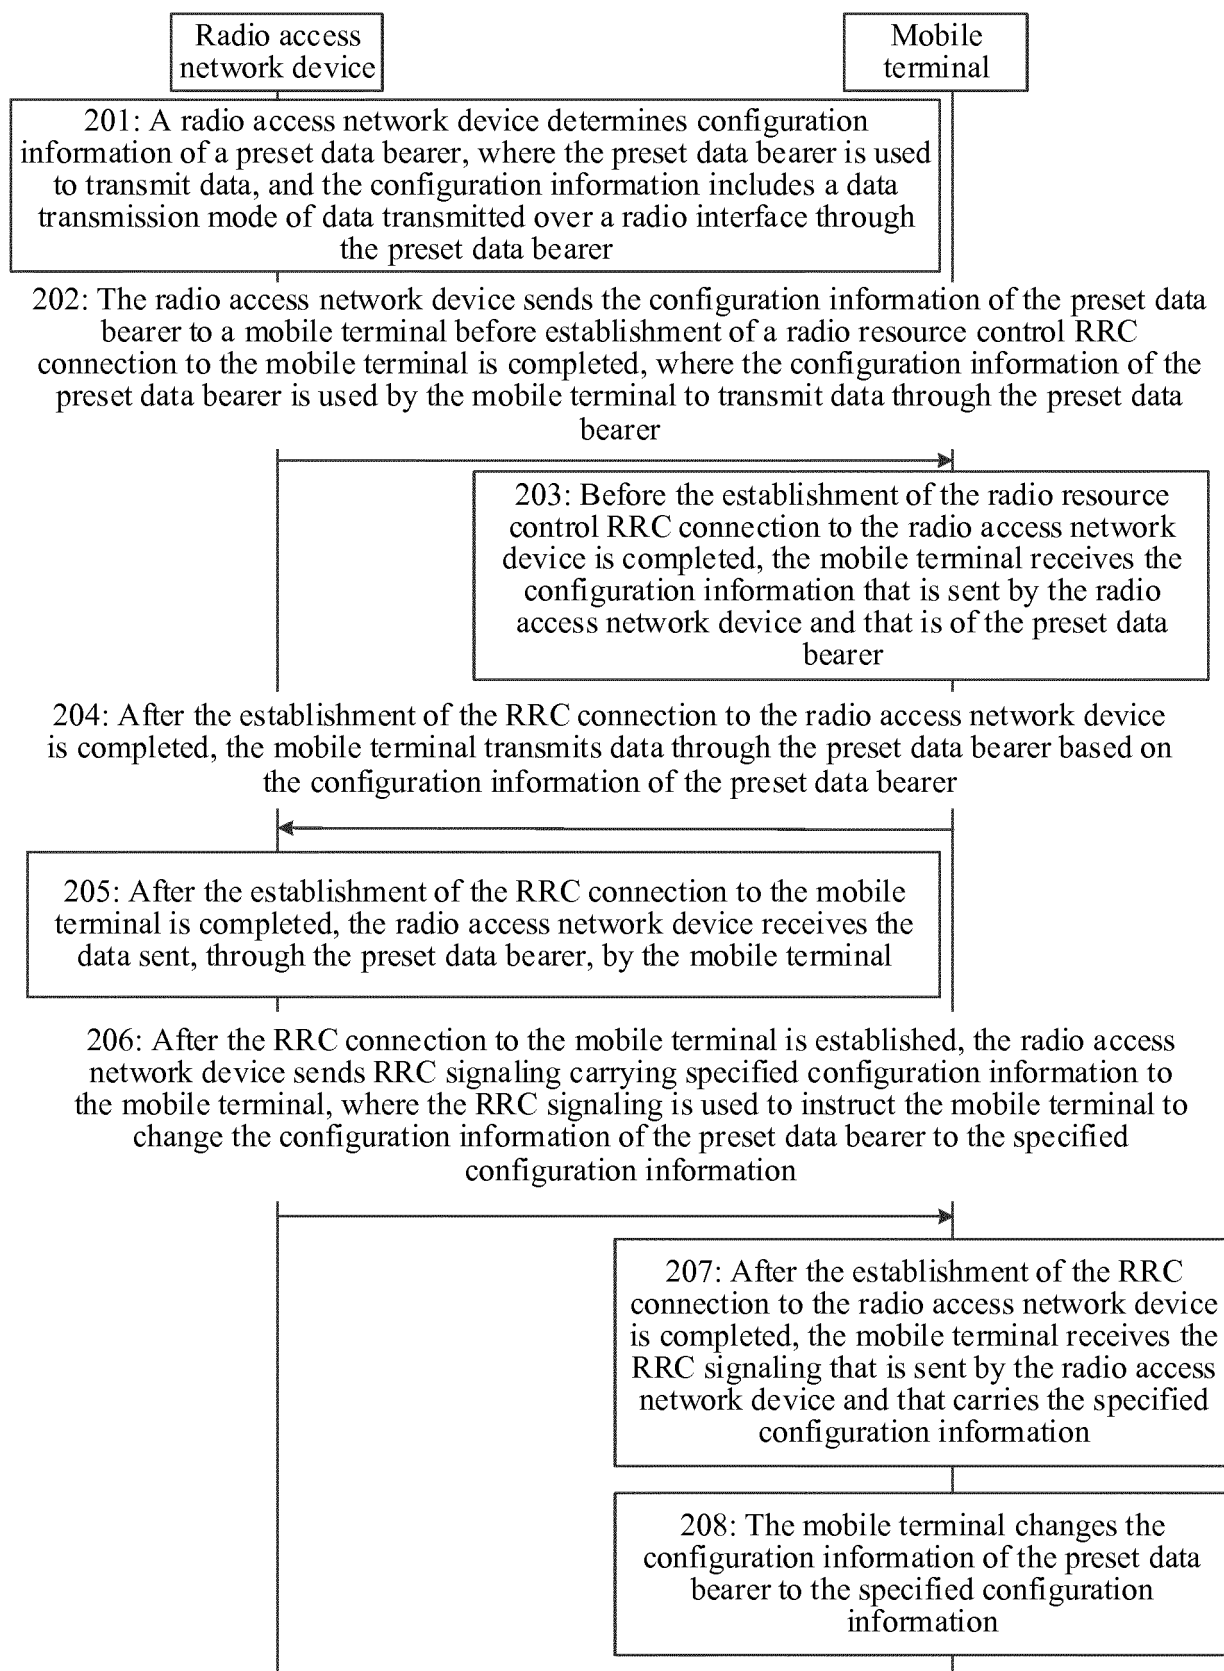 Radio access
network device
Mobile
terminal
201: A radio access network device determines configuration
information of a preset data bearer, where the preset data bearer is used
to transmit data, and the configuration information includes a data
transmission mode of data transmitted over a radio interface through
the preset data bearer
202: The radio access network device sends the configuration information of the preset data
bearer to a mobile terminal before establishment of a radio resource control RRC
connection to the mobile terminal is completed, where the configuration information of the
preset data bearer is used by the mobile terminal to transmit data through the preset data
bearer
203: Before the establishment of the radio resource
control RRC connection to the radio access network
device is completed, the mobile terminal receives the
configuration information that is sent by the radio
access network device and that is of the preset data
bearer
204: After the establishment of the RRC connection to the radio access network device
is completed, the mobile terminal transmits data through the preset data bearer based on
the configuration information of the preset data bearer
205: After the establishment of the RRC connection to the mobile
terminal is completed, the radio access network device receives the
data sent, through the preset data bearer, by the mobile terminal
206: After the RRC connection to the mobile terminal is established, the radio access
network device sends RRC signaling carrying specified configuration information to
the mobile terminal, where the RRC signaling is used to instruct the mobile terminal to
change the configuration information of the preset data bearer to the specified
configuration information
207: After the establishment of the RRC
connection to the radio access network device
is completed, the mobile terminal receives the
RRC signaling that is sent by the radio access
network device and that carries the specified
configuration information
208: The mobile terminal changes the
configuration information of the preset data
bearer to the specified configuration
information